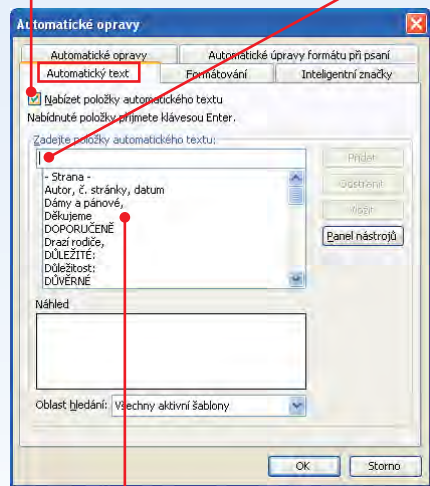 Automatické opravy
Automatické opravy
Automatické úpravy formátu při psaní
Automatický text
Formátování
Inteligentní značky
Nabízet položky automatického textu
Nabídnuté položky přijmete klávesou Enter.
Zadejte položky automatického textu:
Přidat
- Strana -
Autor, č. stránky, datum
Odstranit
Dámy a pánové,
Děkujeme
Vložit
DOPORUČENĚ
Drazí rodiče,
Panel nástrojů
DŮLEŽITÉ:
Důležitost:
DŮVĚRNÉ
Náhled
Oblast hledání:
Všechny aktivní šablony
OK
Storno